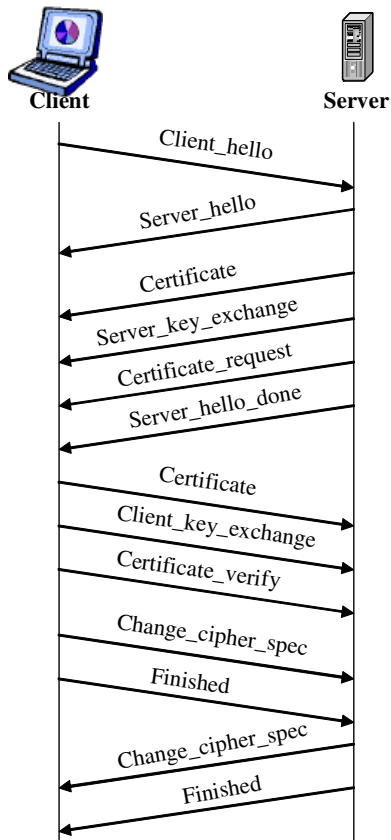 Client
Server
Client_hello
Server_hello
Certificate
Server_key_exchange
Certificate_request
Server_hello_done
Certificate
Client_key_exchange
Certificate_verify
Change_cipher_spec
Finished
Change_cipher_spec
Finished